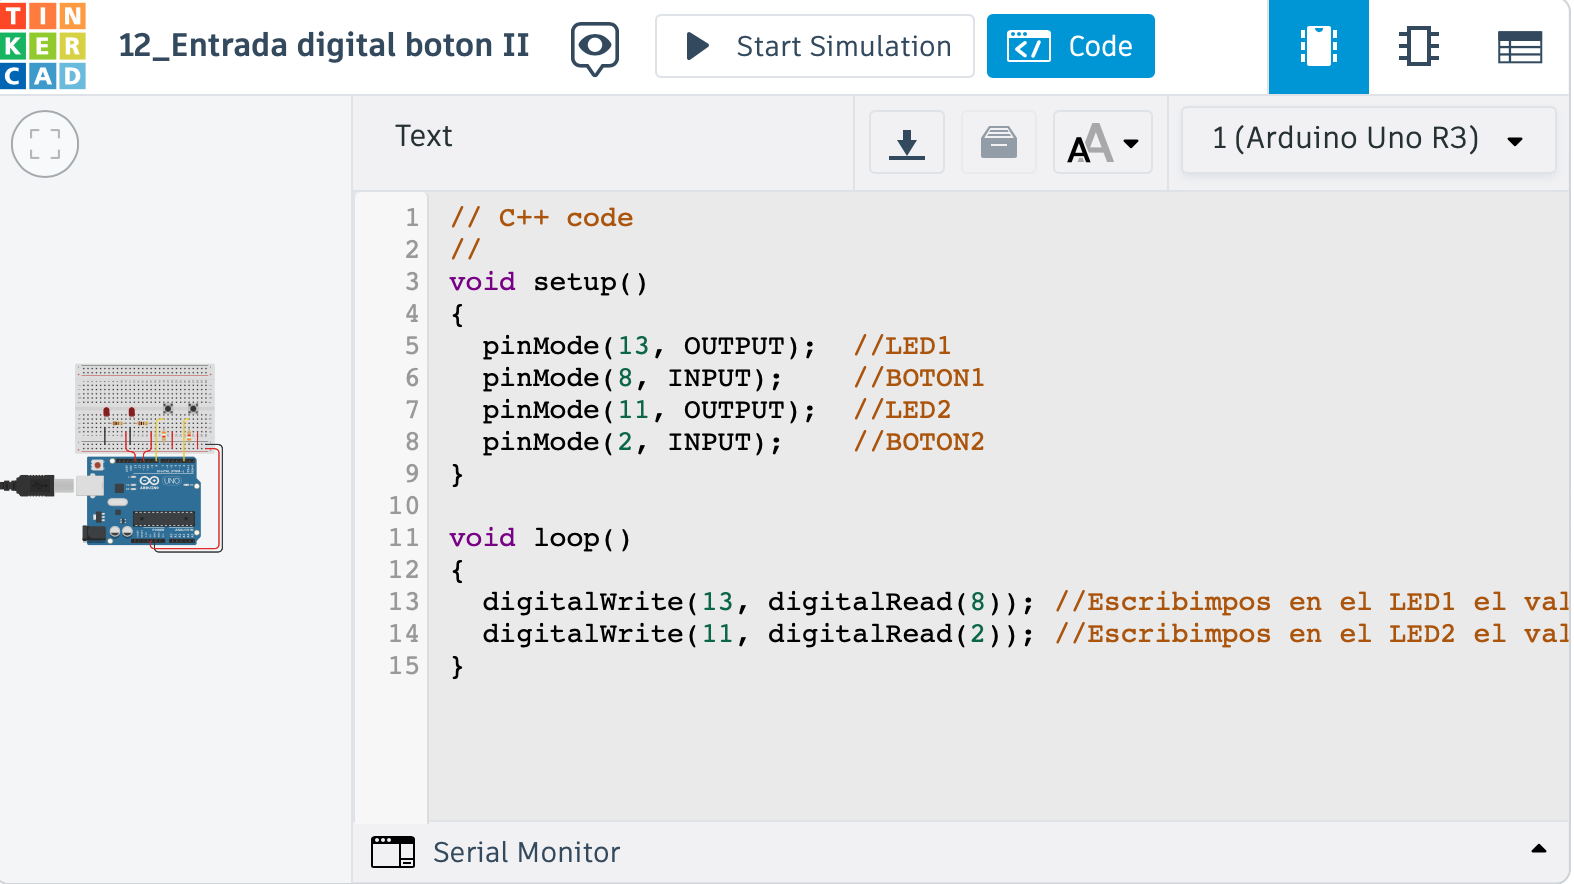 TINKERCAD
12_Entrada digital boton II
Start Simulation
Code
Text
1 (Arduino Uno R3)
1 // C++ code
2 //
3 void setup()
4 {
5 pinMode(13, OUTPUT); //LED1
6 pinMode(8, INPUT); //BOTON1
7 pinMode(11, OUTPUT); //LED2
8 pinMode(2, INPUT); //BOTON2
9 }
10
11 void loop()
12 {
13 digitalWrite(13, digitalRead(8)); //Escribimpos en el LED1 el val
14 digitalWrite(11, digitalRead(2)); //Escribimpos en el LED2 el val
15 }
UNO
Serial Monitor